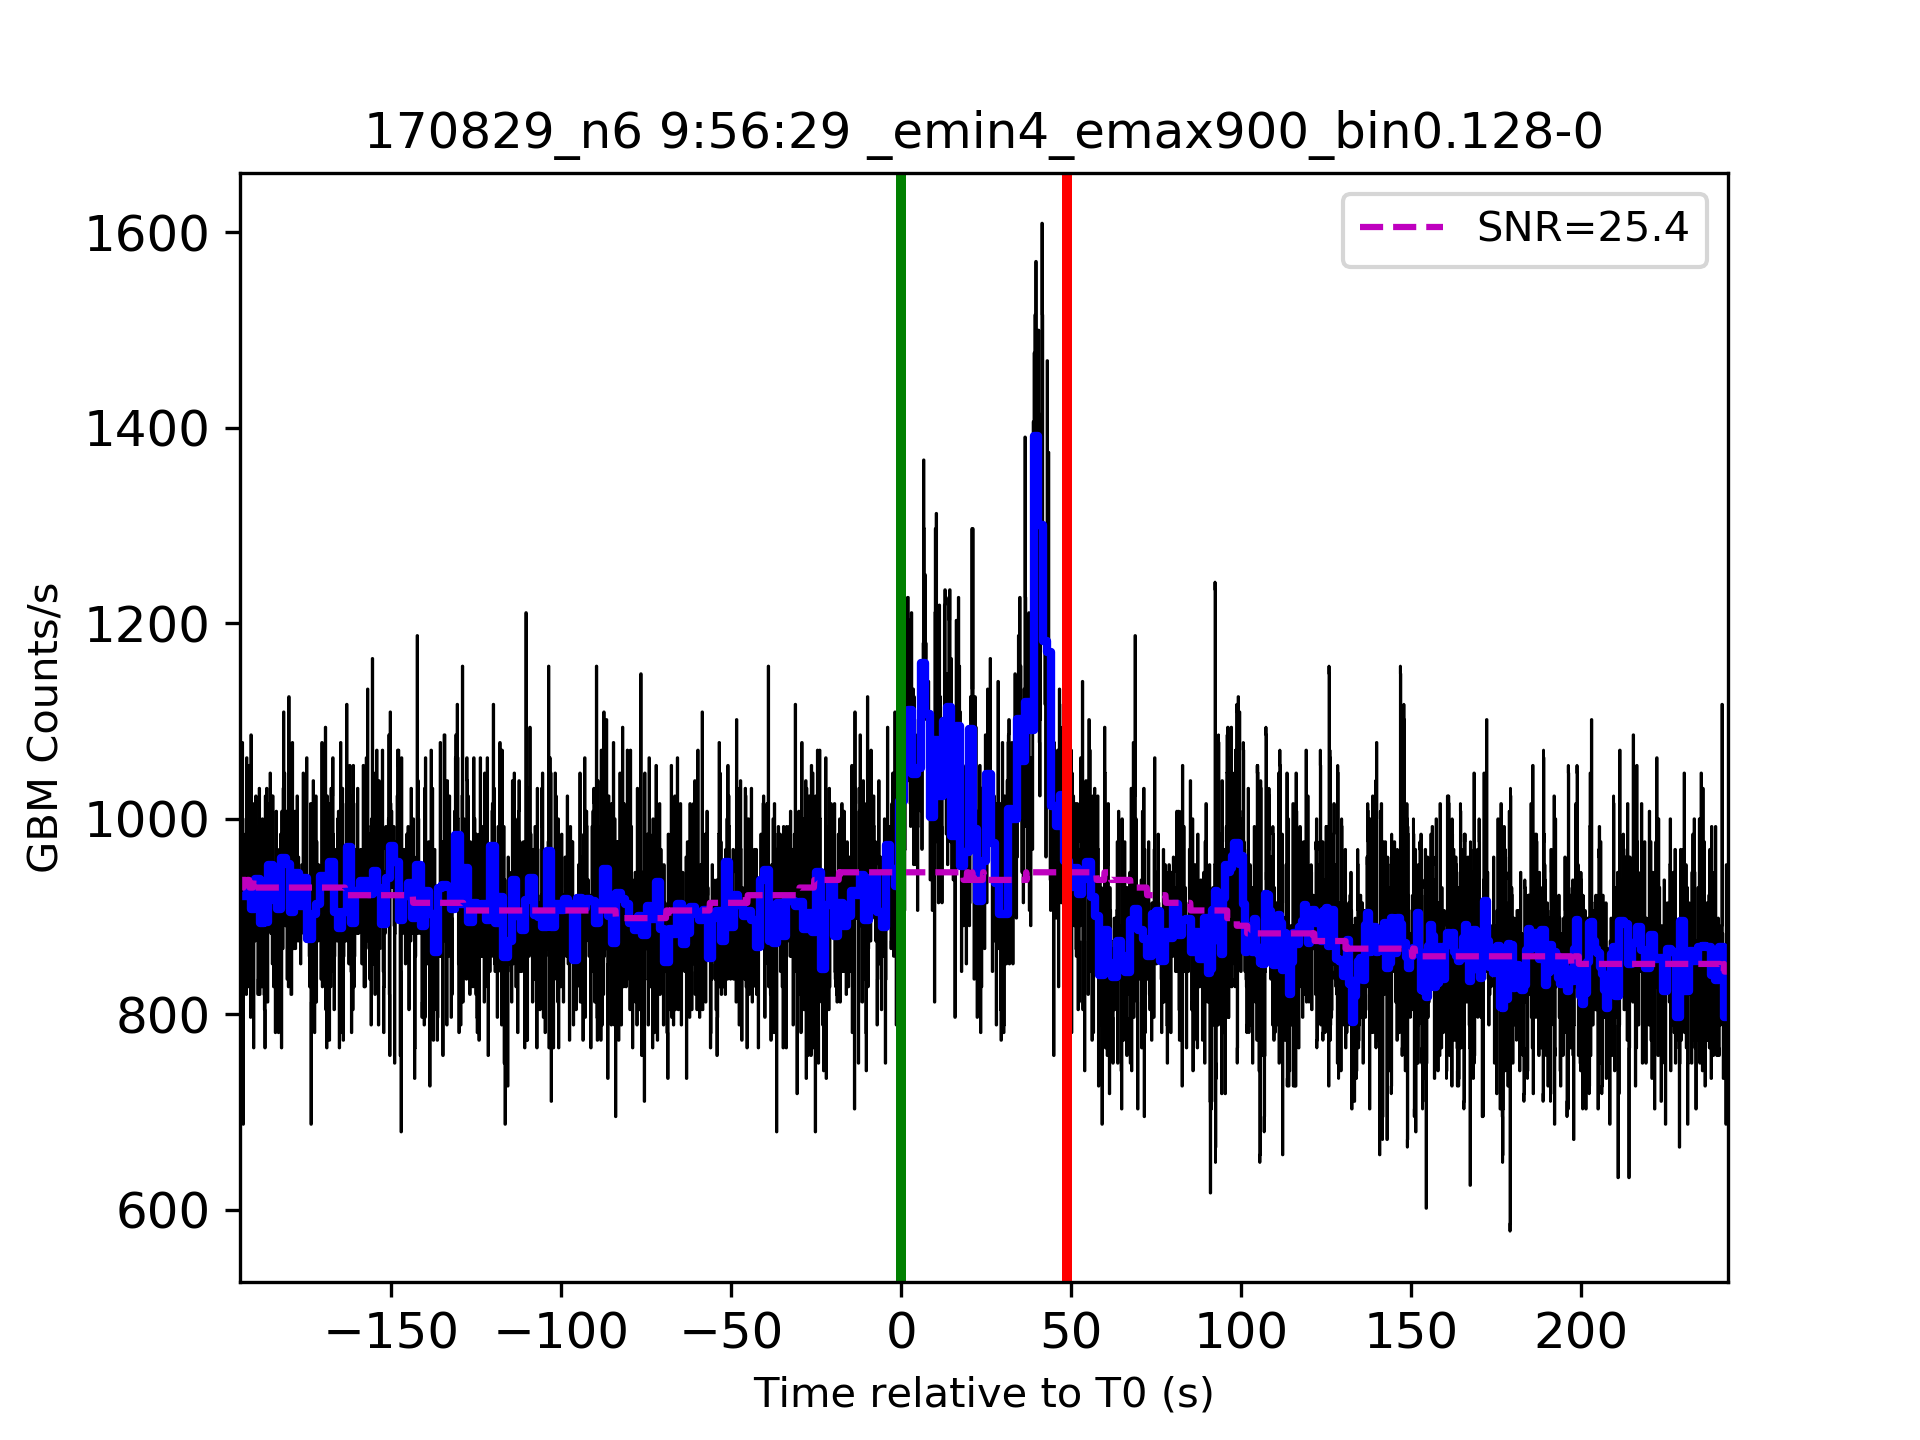 170829_n6 9:56:29 _emin4_emax900_bin0.128-0
SNR=25.4
1600
1400
1200
1000
800
600
GBM Counts/s
−150 −100 −50 0 50 100 150 200
Time relative to T0 (s)